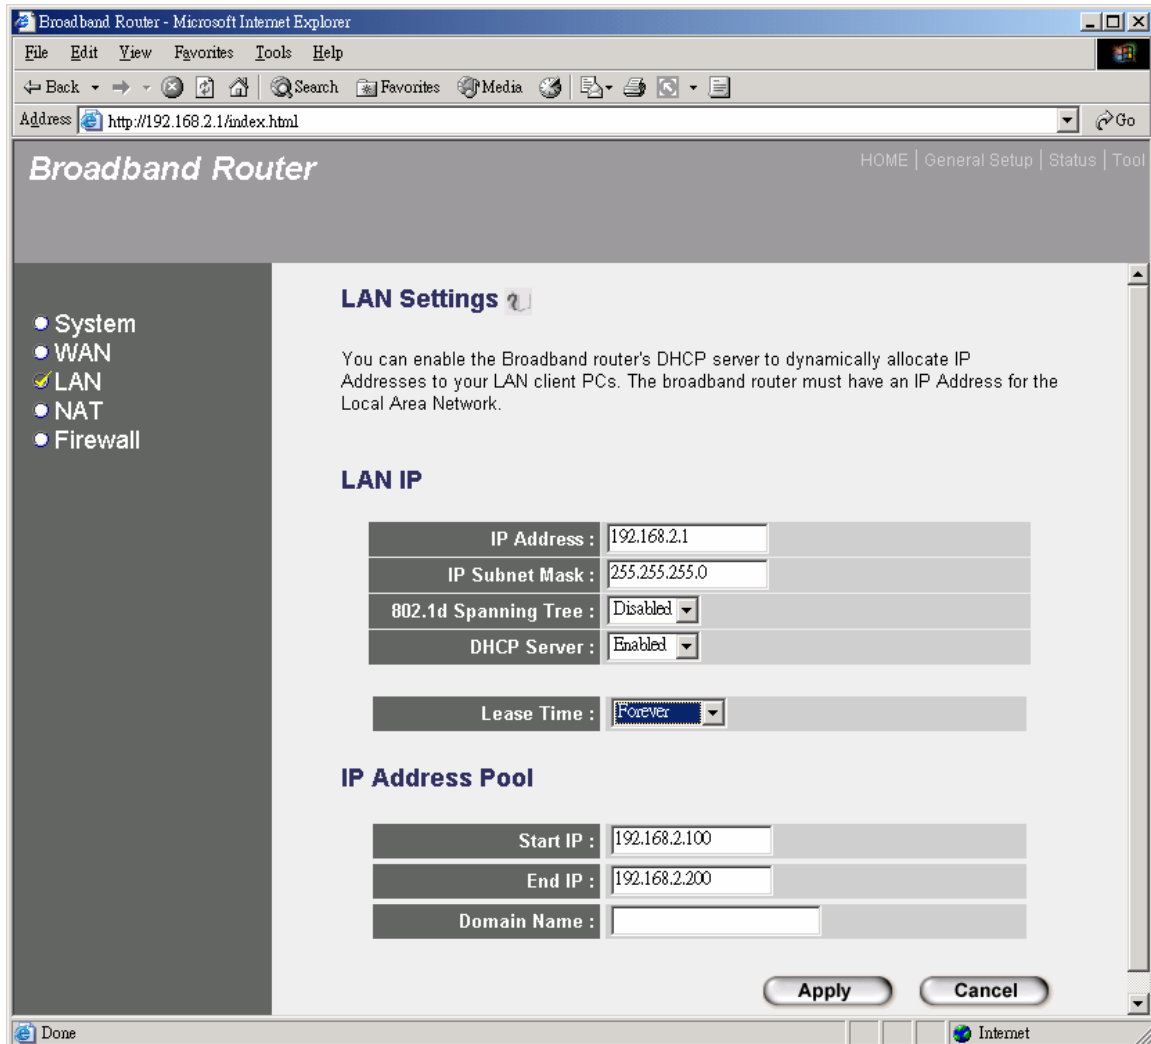 Broadband Router - Microsoft Internet Explorer
File Edit View Favorites Tools Help
Back Search Favorites Media
Address http://192.168.2.1/index.html Go
Broadband Router
HOME | General Setup | Status | Tool
System
WAN
LAN
NAT
Firewall
LAN Settings
You can enable the Broadband router's DHCP server to dynamically allocate IP
Addresses to your LAN client PCs. The broadband router must have an IP Address for the
Local Area Network.
LAN IP
IP Address : 192.168.2.1
IP Subnet Mask : 255.255.255.0
802.1d Spanning Tree : Disabled
DHCP Server : Enabled
Lease Time : Forever
IP Address Pool
Start IP : 192.168.2.100
End IP : 192.168.2.200
Domain Name :
Apply Cancel
Done Internet